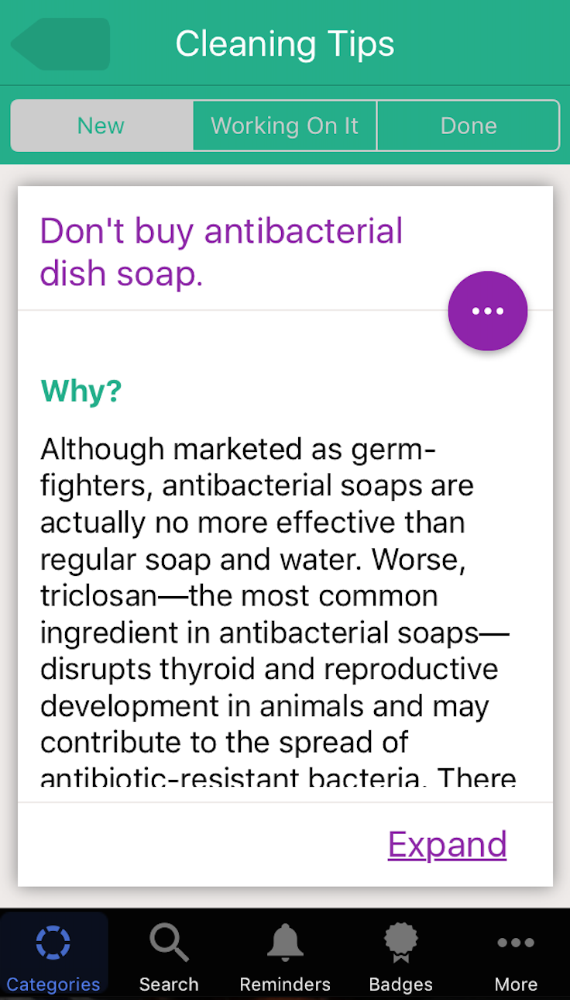 Cleaning Tips
New
Working On It
Done
Don't buy antibacterial
dish soap.
Why?
Although marketed as germ-
fighters, antibacterial soaps are
actually no more effective than
regular soap and water. Worse,
triclosan—the most common
ingredient in antibacterial soaps—
disrupts thyroid and reproductive
development in animals and may
contribute to the spread of
antibiotic-resistant bacteria. There
Expand
Categories
Search
Reminders
Badges
More